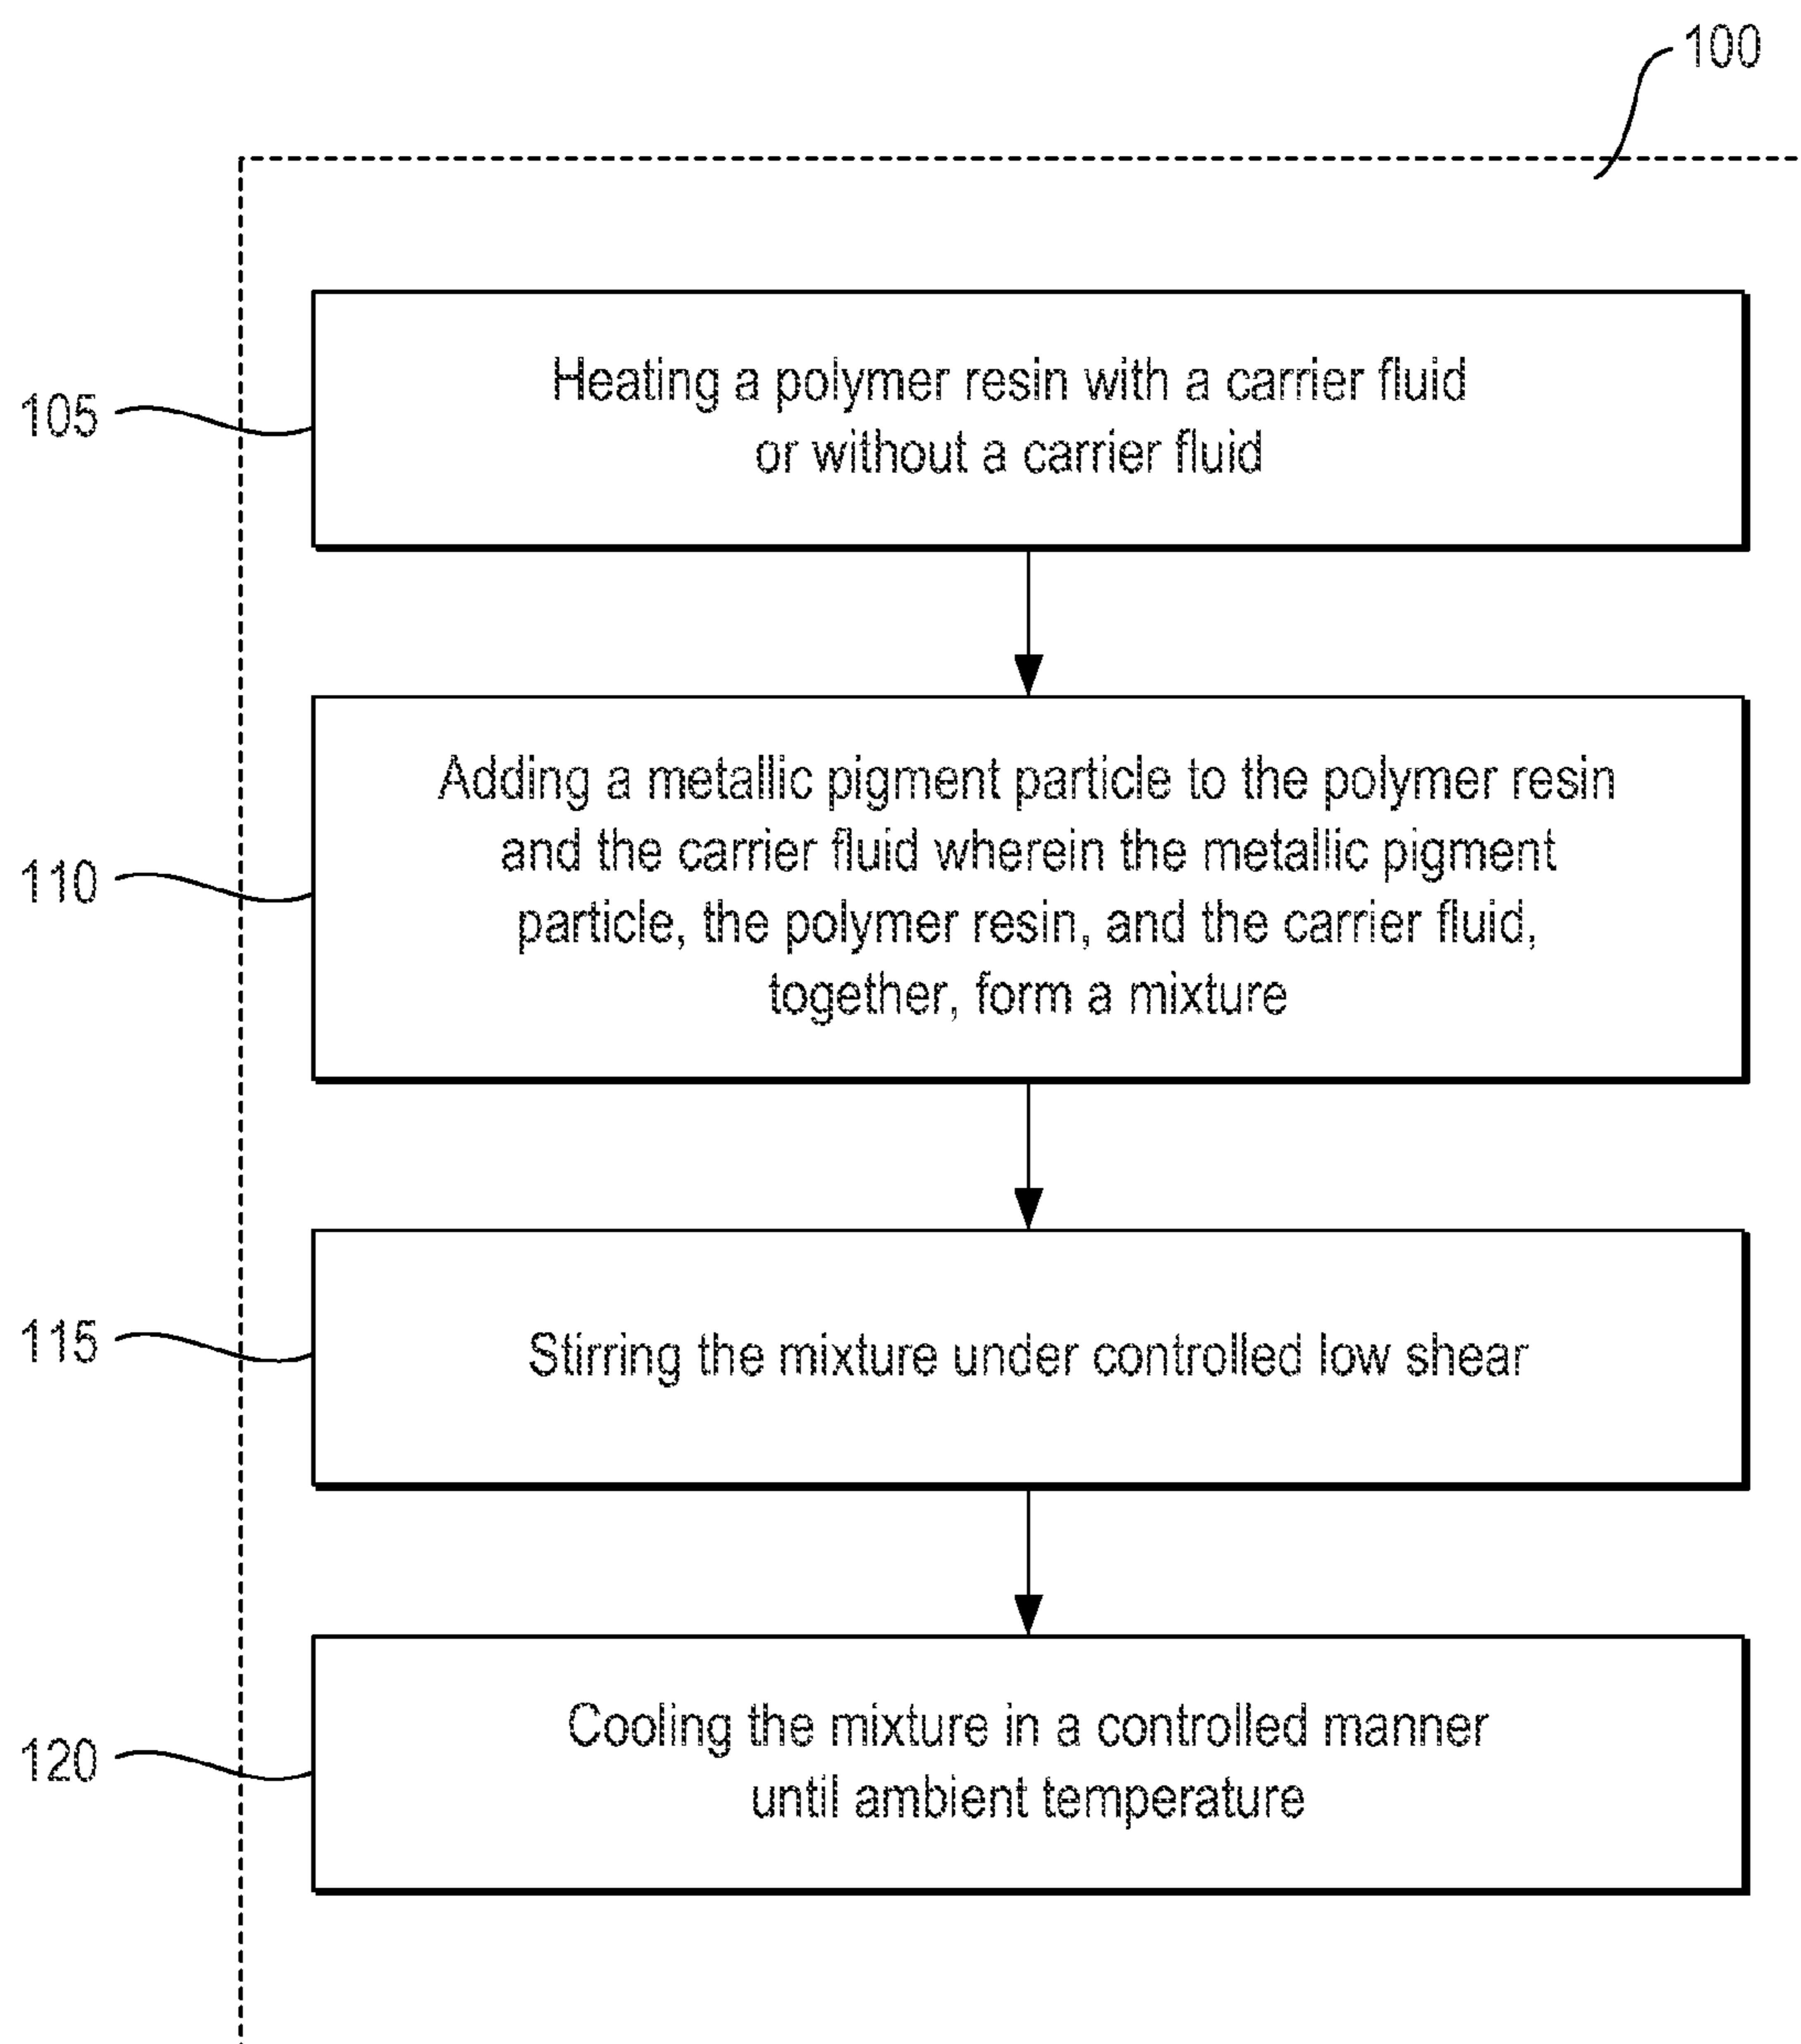 100
105
Heating a polymer resin with a carrier fluid
or without a carrier fluid
110
Adding a metallic pigment particle to the polymer resin
and the carrier fluid wherein the metallic pigment
particle, the polymer resin, and the carrier fluid,
together, form a mixture
115
Stirring the mixture under controlled low shear
120
Cooling the mixture in a controlled manner
until ambient temperature